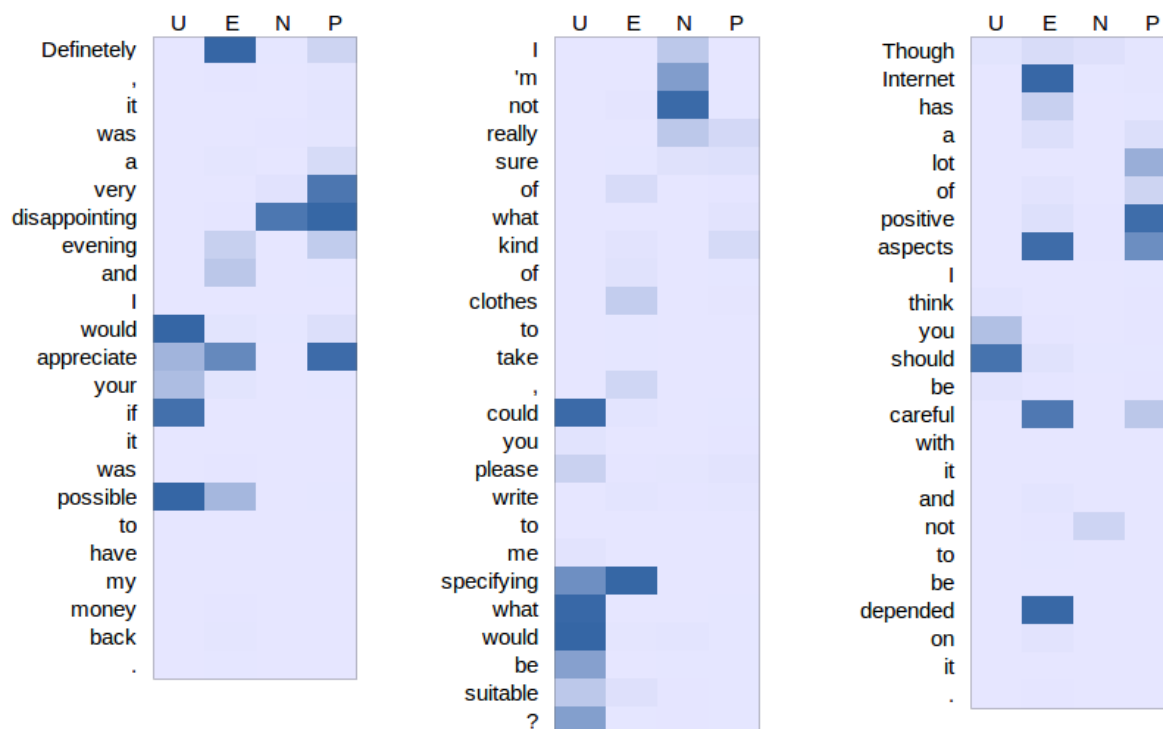 U E N P
Definetely
,
it
was
a
very
disappointing
evening
and
I
would
appreciate
your
if
it
was
possible
to
have
my
money
back
.
U E N P
I
'm
not
really
sure
of
what
kind
of
clothes
to
take
,
could
you
please
write
to
me
specifying
what
would
be
suitable
?
U E N P
Though
Internet
has
a
lot
of
positive
aspects
I
think
you
should
be
careful
with
it
and
not
to
be
depended
on
it
.